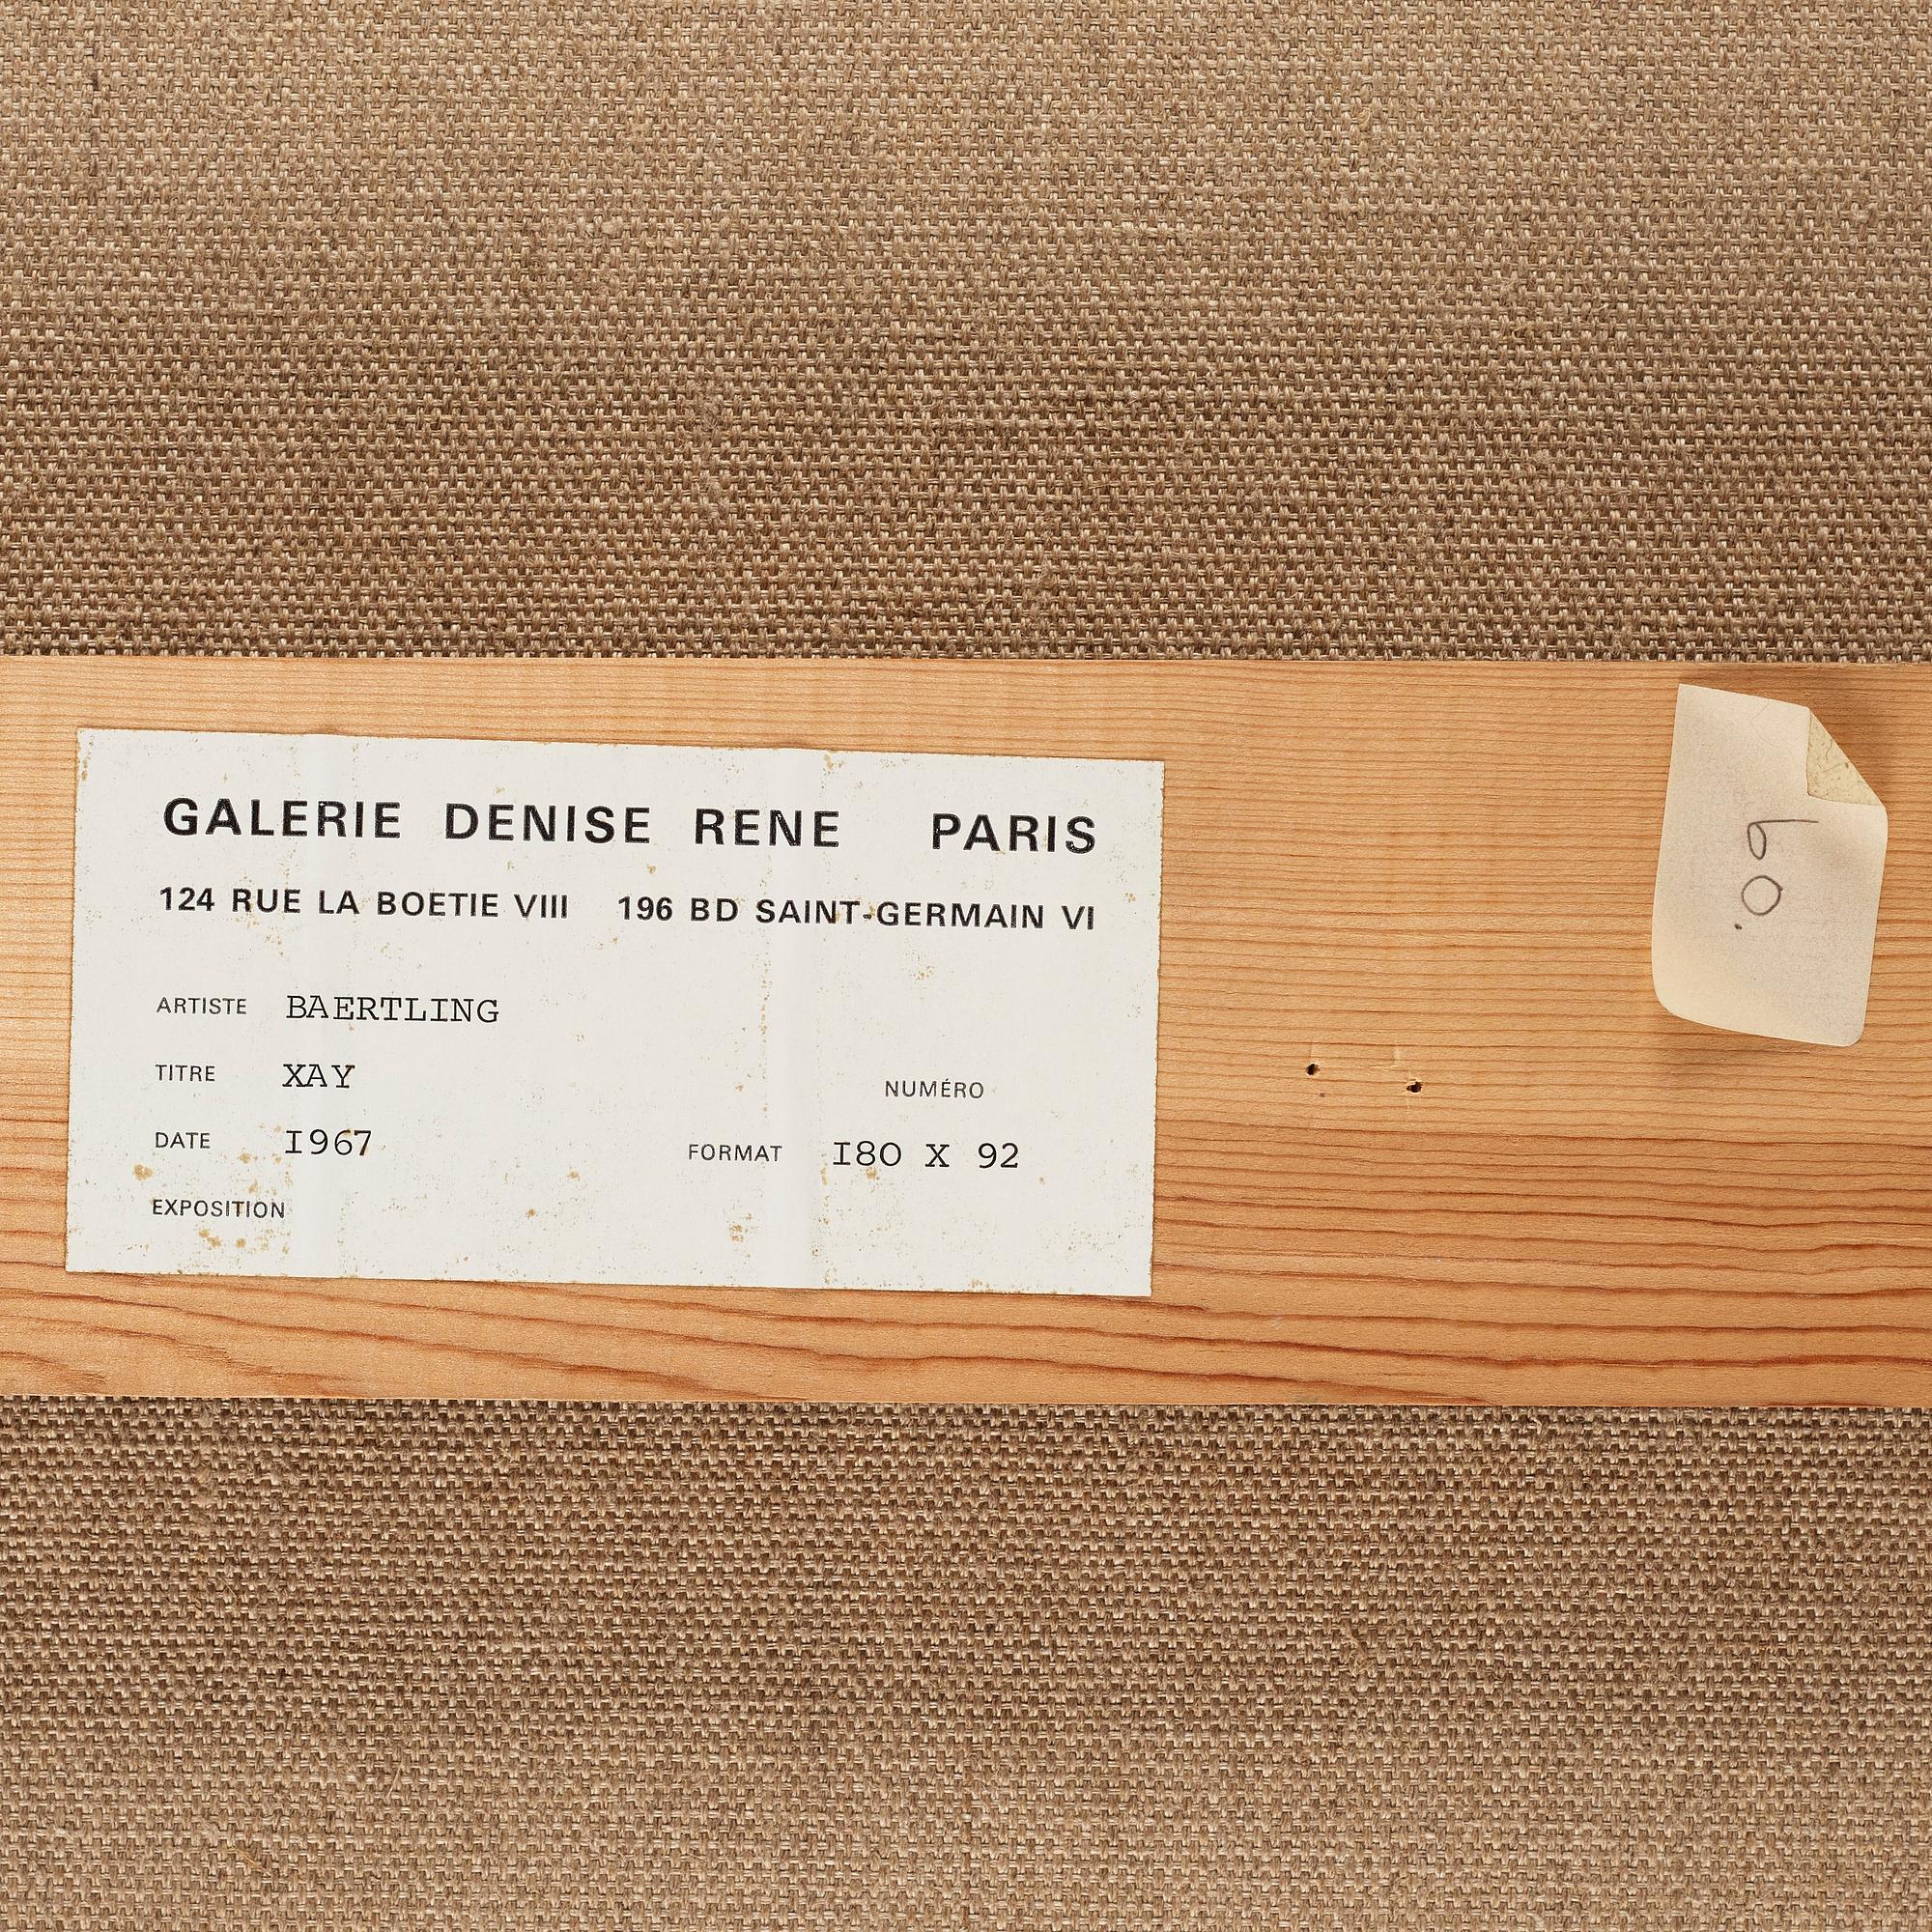 GALERIE DENISE RENE PARIS
124 RUE LA BOETIE VIII 196 BD SAINT-GERMAIN VI
ARTISTE BAERTLING
TITRE XAY
NUMÉRO
DATE I967
FORMAT I80 X 92
EXPOSITION
60.